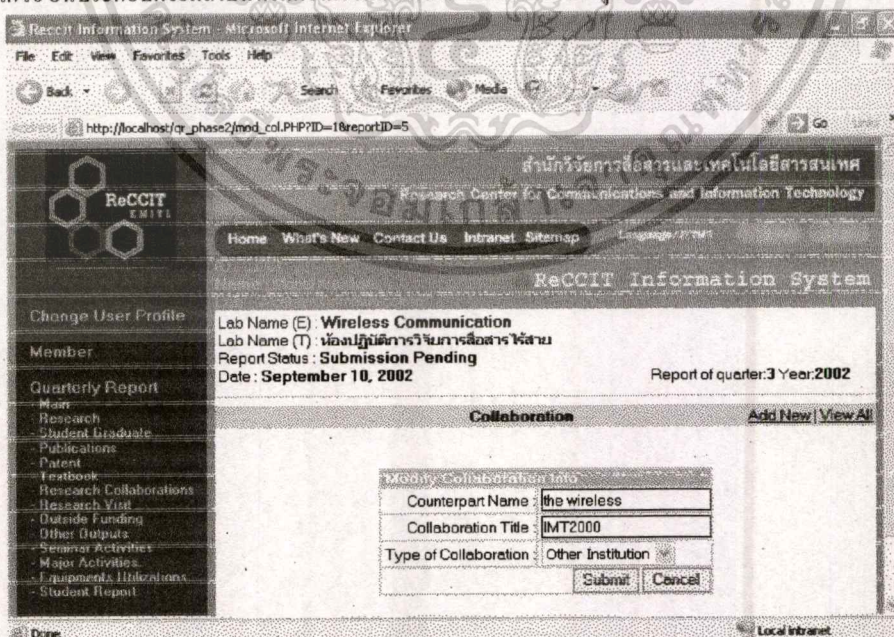 Reccit Information System - Microsoft Internet Explorer
File Edit View Favorites Tools Help
Back Search Favorites Media
http://localhost/qr_phase2/mod_col.PHP?ID=1&reportID=5 Go
สำนักวิจัยการสื่อสารและเทคโนโลยีสารสนเทศ
ReCCIT
KMITL
Research Center for Communications and Information Technology
Home What's New Contact Us Intranet Sitemap
ReCCIT Information System
Change User Profile
Member
Quarterly Report
- Main
- Research
- Student Graduate
- Publications
- Patent
- Textbook
- Research Collaborations
- Research Visit
- Outside Funding
- Other Outputs
- Seminar Activities
- Major Activities
- Equipments Utilizations
- Student Report
Lab Name (E) : Wireless Communication
Lab Name (T) : ห้องปฏิบัติการวิจัยการสื่อสารไร้สาย
Report Status : Submission Pending
Date : September 10, 2002 Report of quarter:3 Year:2002
Collaboration Add New | View All
Modify Collaboration Info
Counterpart Name : the wireless
Collaboration Title : IMT2000
Type of Collaboration : Other Institution
Submit Cancel
Done Local intranet